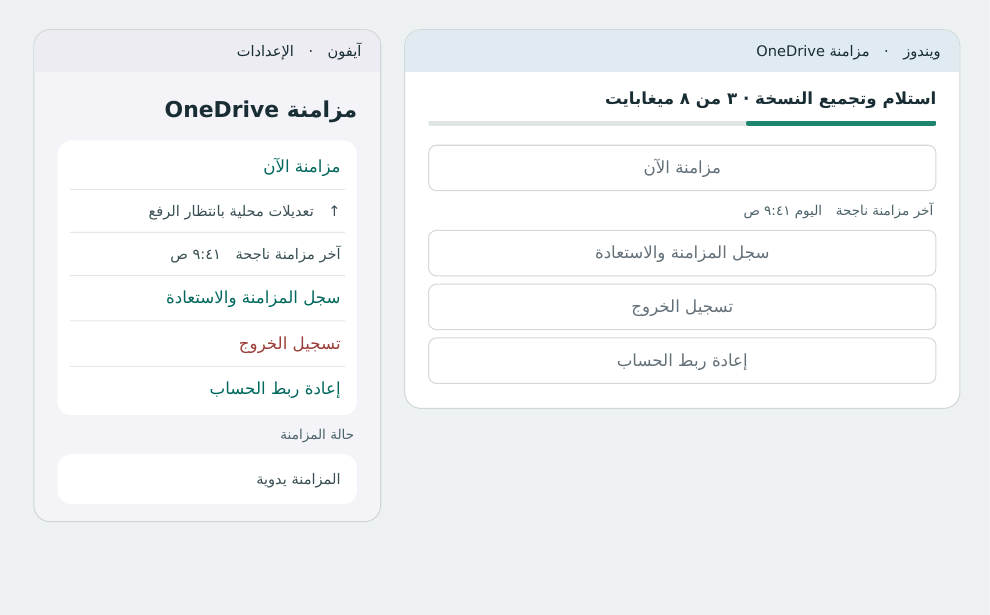 ويندوز · مزامنة OneDrive
استلام وتجميع النسخة · ٣ من ٨ ميغابايت
مزامنة الآن
آخر مزامنة ناجحة اليوم ٩:٤١ ص
سجل المزامنة والاستعادة
تسجيل الخروج
إعادة ربط الحساب
آيفون · الإعدادات
مزامنة OneDrive
مزامنة الآن
↑ تعديلات محلية بانتظار الرفع
آخر مزامنة ناجحة ٩:٤١ ص
سجل المزامنة والاستعادة
تسجيل الخروج
إعادة ربط الحساب
حالة المزامنة
المزامنة يدوية